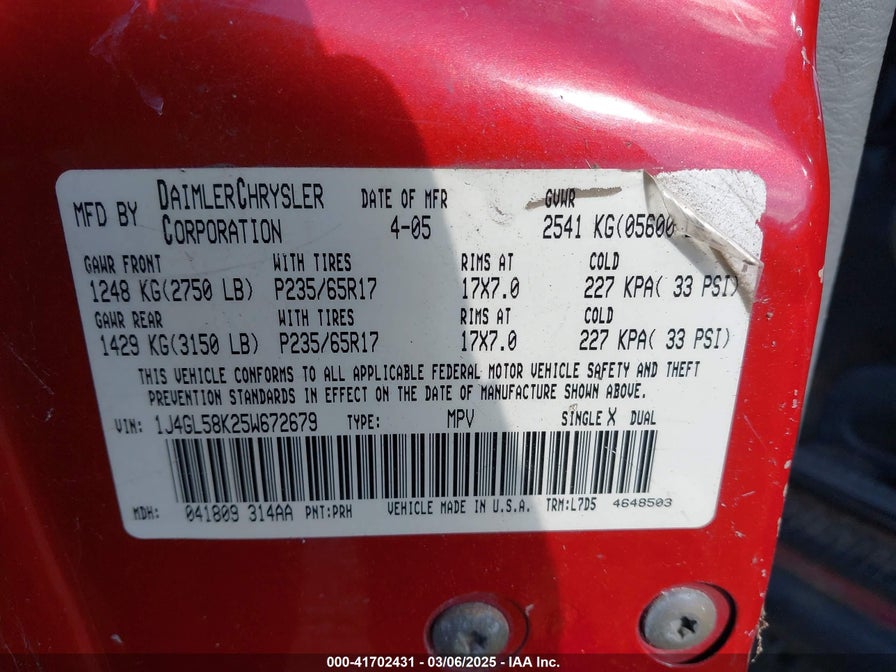 MFD BY DAIMLERCHRYSLER CORPORATION DATE OF MFR 4-05 GVWR 2541 KG(05600
GAWR FRONT WITH TIRES RIMS AT COLD
1248 KG(2750 LB) P235/65R17 17X7.0 227 KPA( 33 PSI)
GAWR REAR WITH TIRES RIMS AT COLD
1429 KG(3150 LB) P235/65R17 17X7.0 227 KPA( 33 PSI)
THIS VEHICLE CONFORMS TO ALL APPLICABLE FEDERAL MOTOR VEHICLE SAFETY AND THEFT
PREVENTION STANDARDS IN EFFECT ON THE DATE OF MANUFACTURE SHOWN ABOVE.
VIN: 1J4GL58K25W672679 TYPE: MPV SINGLE X DUAL
MDH: 041809 314AA PNT:PRH VEHICLE MADE IN U.S.A. TRM:L7D5 4648503
000-41702431 - 03/06/2025 - IAA Inc.